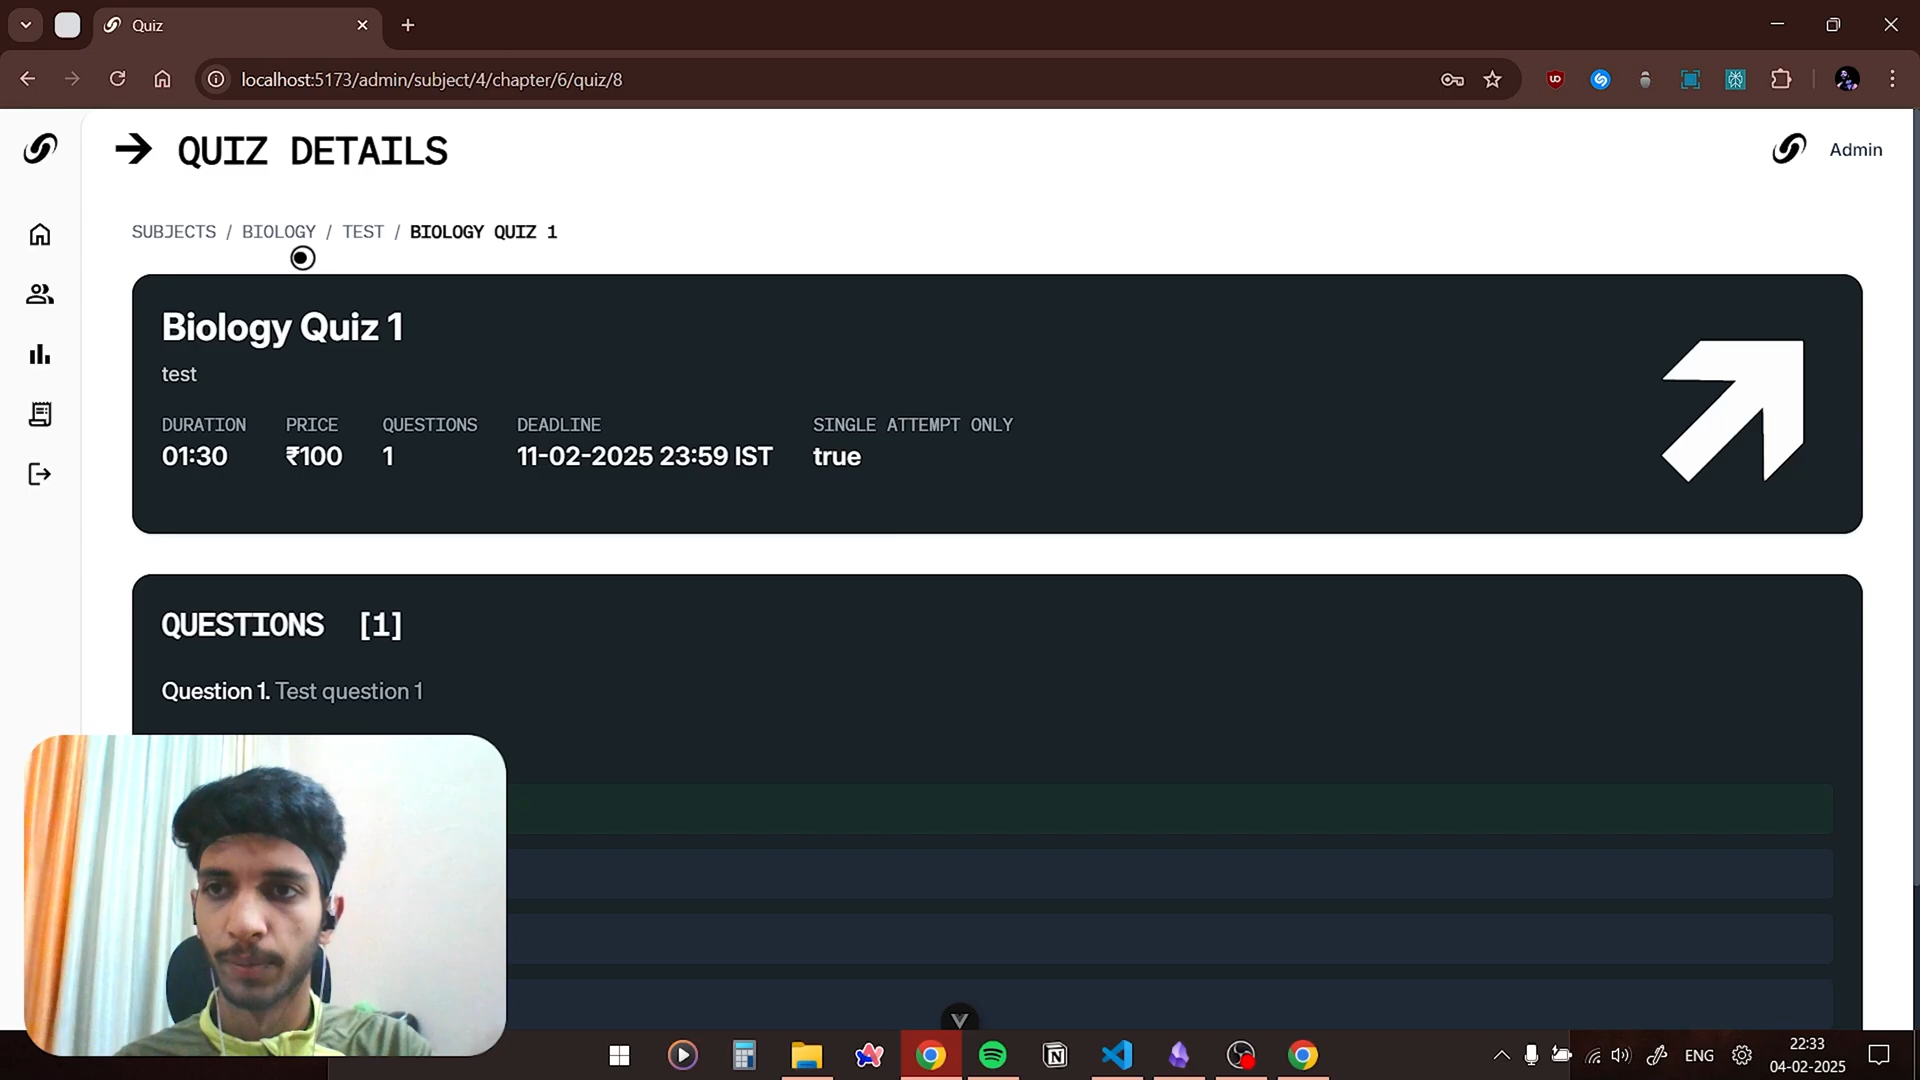 Quiz
localhost:5173/admin/subject/4/chapter/6/quiz/8
QUIZ DETAILS
Admin
SUBJECTS / BIOLOGY / TEST / BIOLOGY QUIZ 1
Biology Quiz 1
test
DURATION PRICE QUESTIONS DEADLINE SINGLE ATTEMPT ONLY
01:30 ₹100 1 11-02-2025 23:59 IST true
QUESTIONS [1]
Question 1. Test question 1
ENG
22:33
04-02-2025